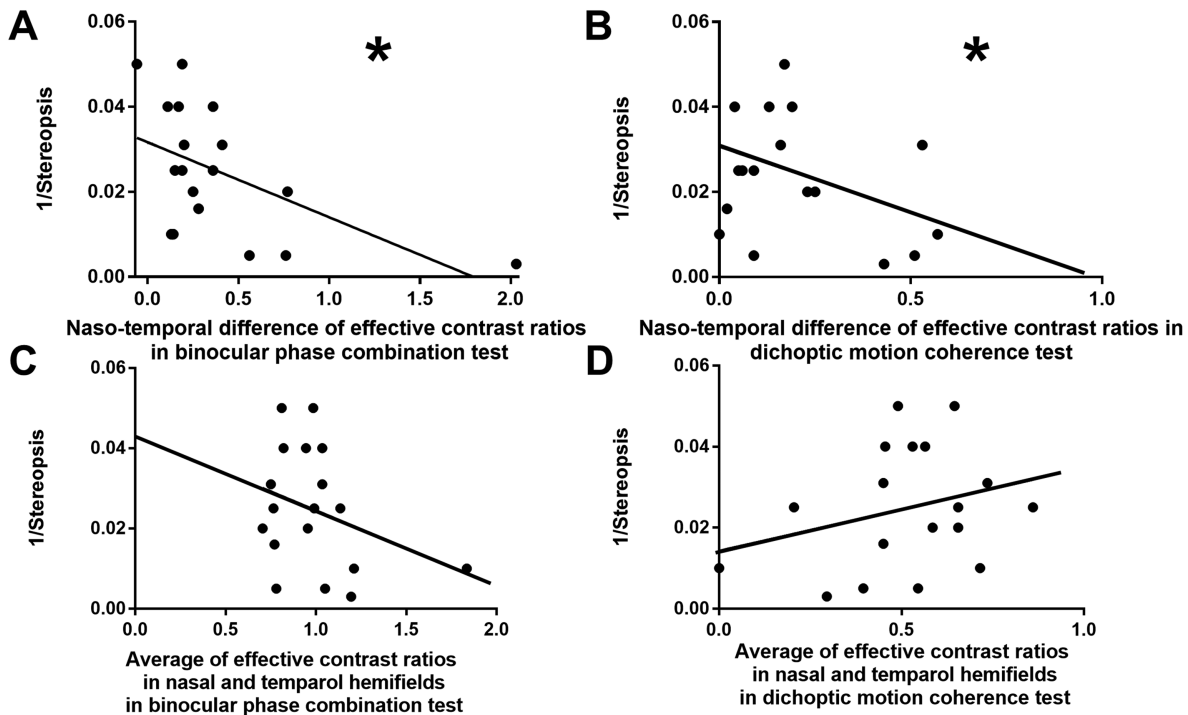 A
0.06
*
1/Stereopsis
0.04
0.02
0.00
0.0 0.5 1.0 1.5 2.0
Naso-temporal difference of effective contrast ratios
in binocular phase combination test
B
0.06
*
1/Stereopsis
0.04
0.02
0.00
0.0 0.5 1.0
Naso-temporal difference of effective contrast ratios in
dichoptic motion coherence test
C
0.06
1/Stereopsis
0.04
0.02
0.00
0.0 0.5 1.0 1.5 2.0
Average of effective contrast ratios
in nasal and temparol hemifields
in binocular phase combination test
D
0.06
1/Stereopsis
0.04
0.02
0.00
0.0 0.5 1.0
Average of effective contrast ratios
in nasal and temparol hemifields
in dichoptic motion coherence test